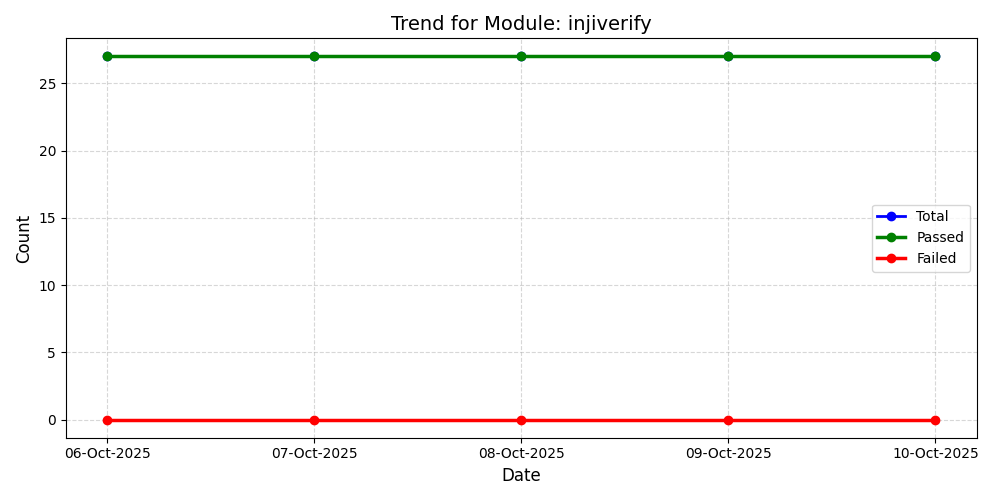 Trend for Module: injiverify
Count
25
20
15
10
5
0
Total
Passed
Failed
06-Oct-2025
07-Oct-2025
08-Oct-2025
09-Oct-2025
10-Oct-2025
Date